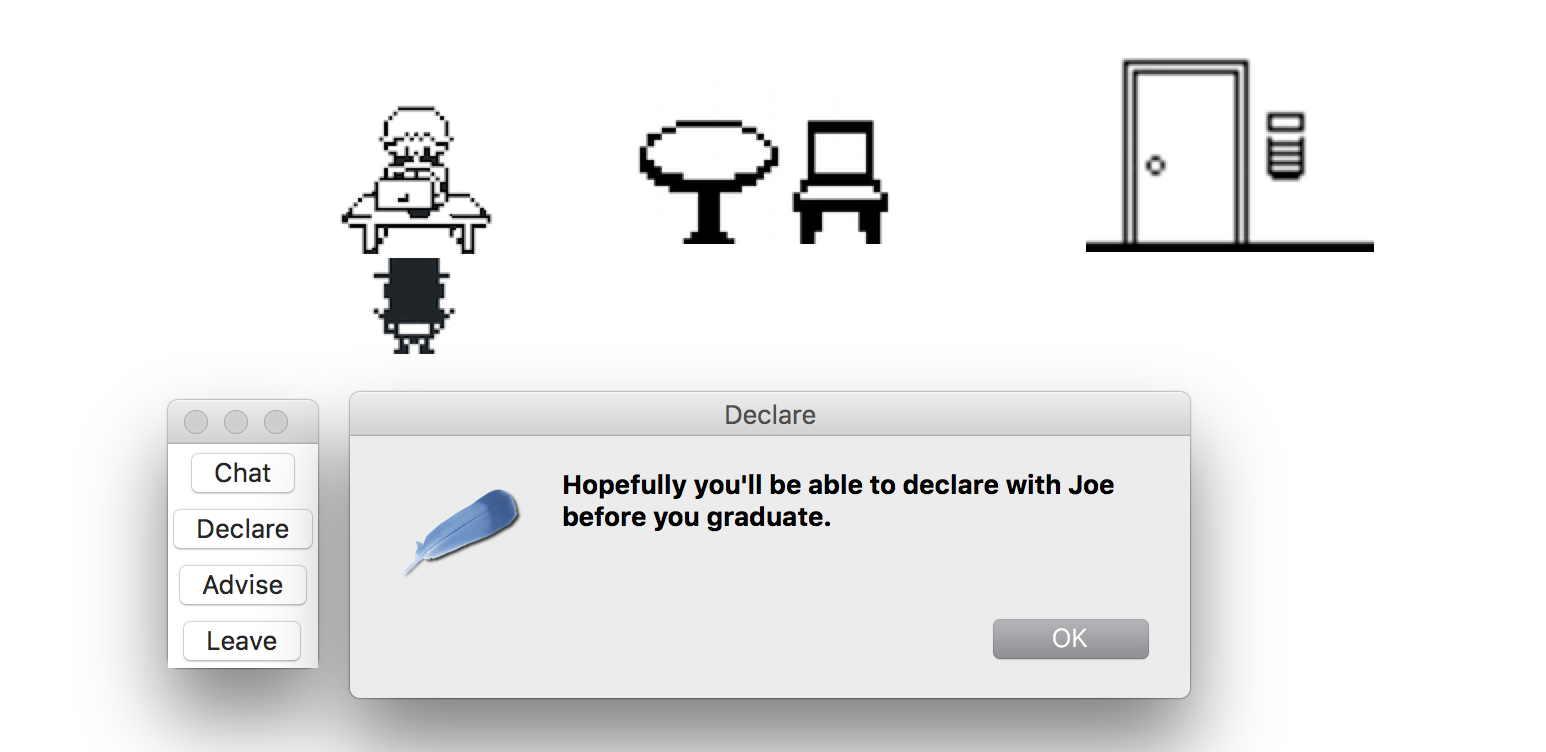 Declare
Chat
Declare
Advise
Leave
Hopefully you'll be able to declare with Joe
before you graduate.
OK